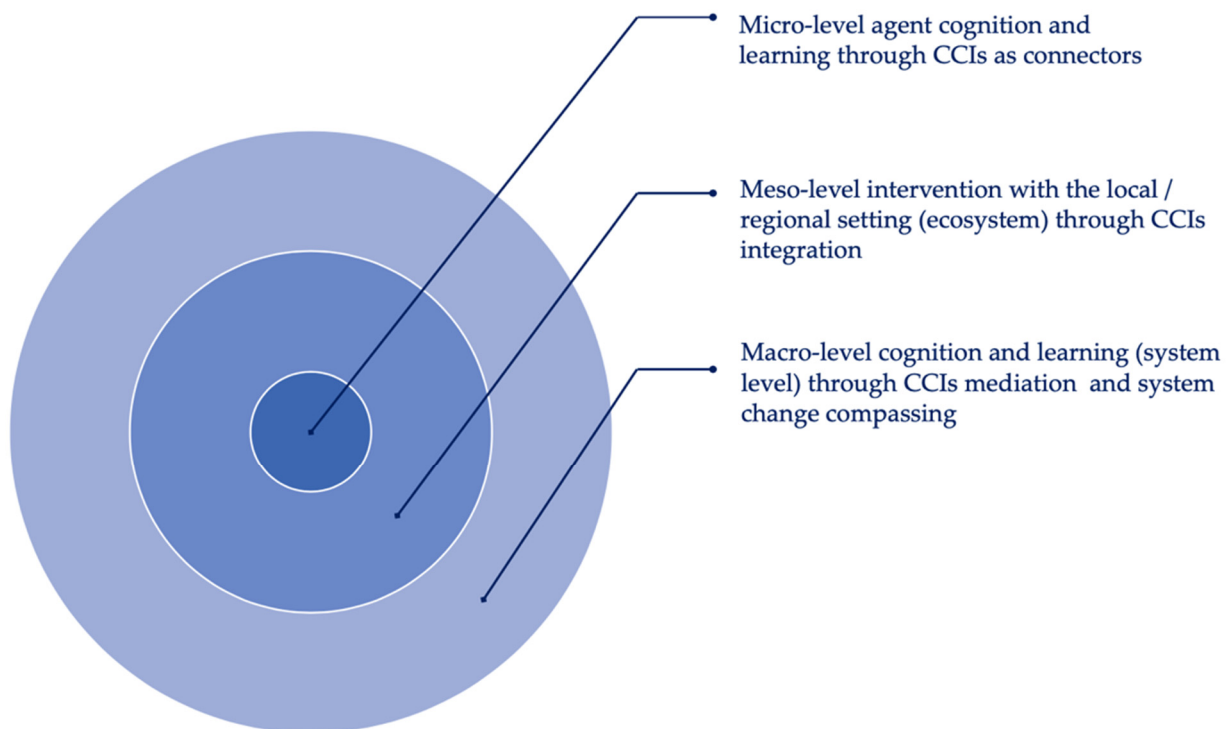 Micro-level agent cognition and
learning through CCIs as connectors
Meso-level intervention with the local /
regional setting (ecosystem) through CCIs
integration
Macro-level cognition and learning (system
level) through CCIs mediation  and system
change compassing